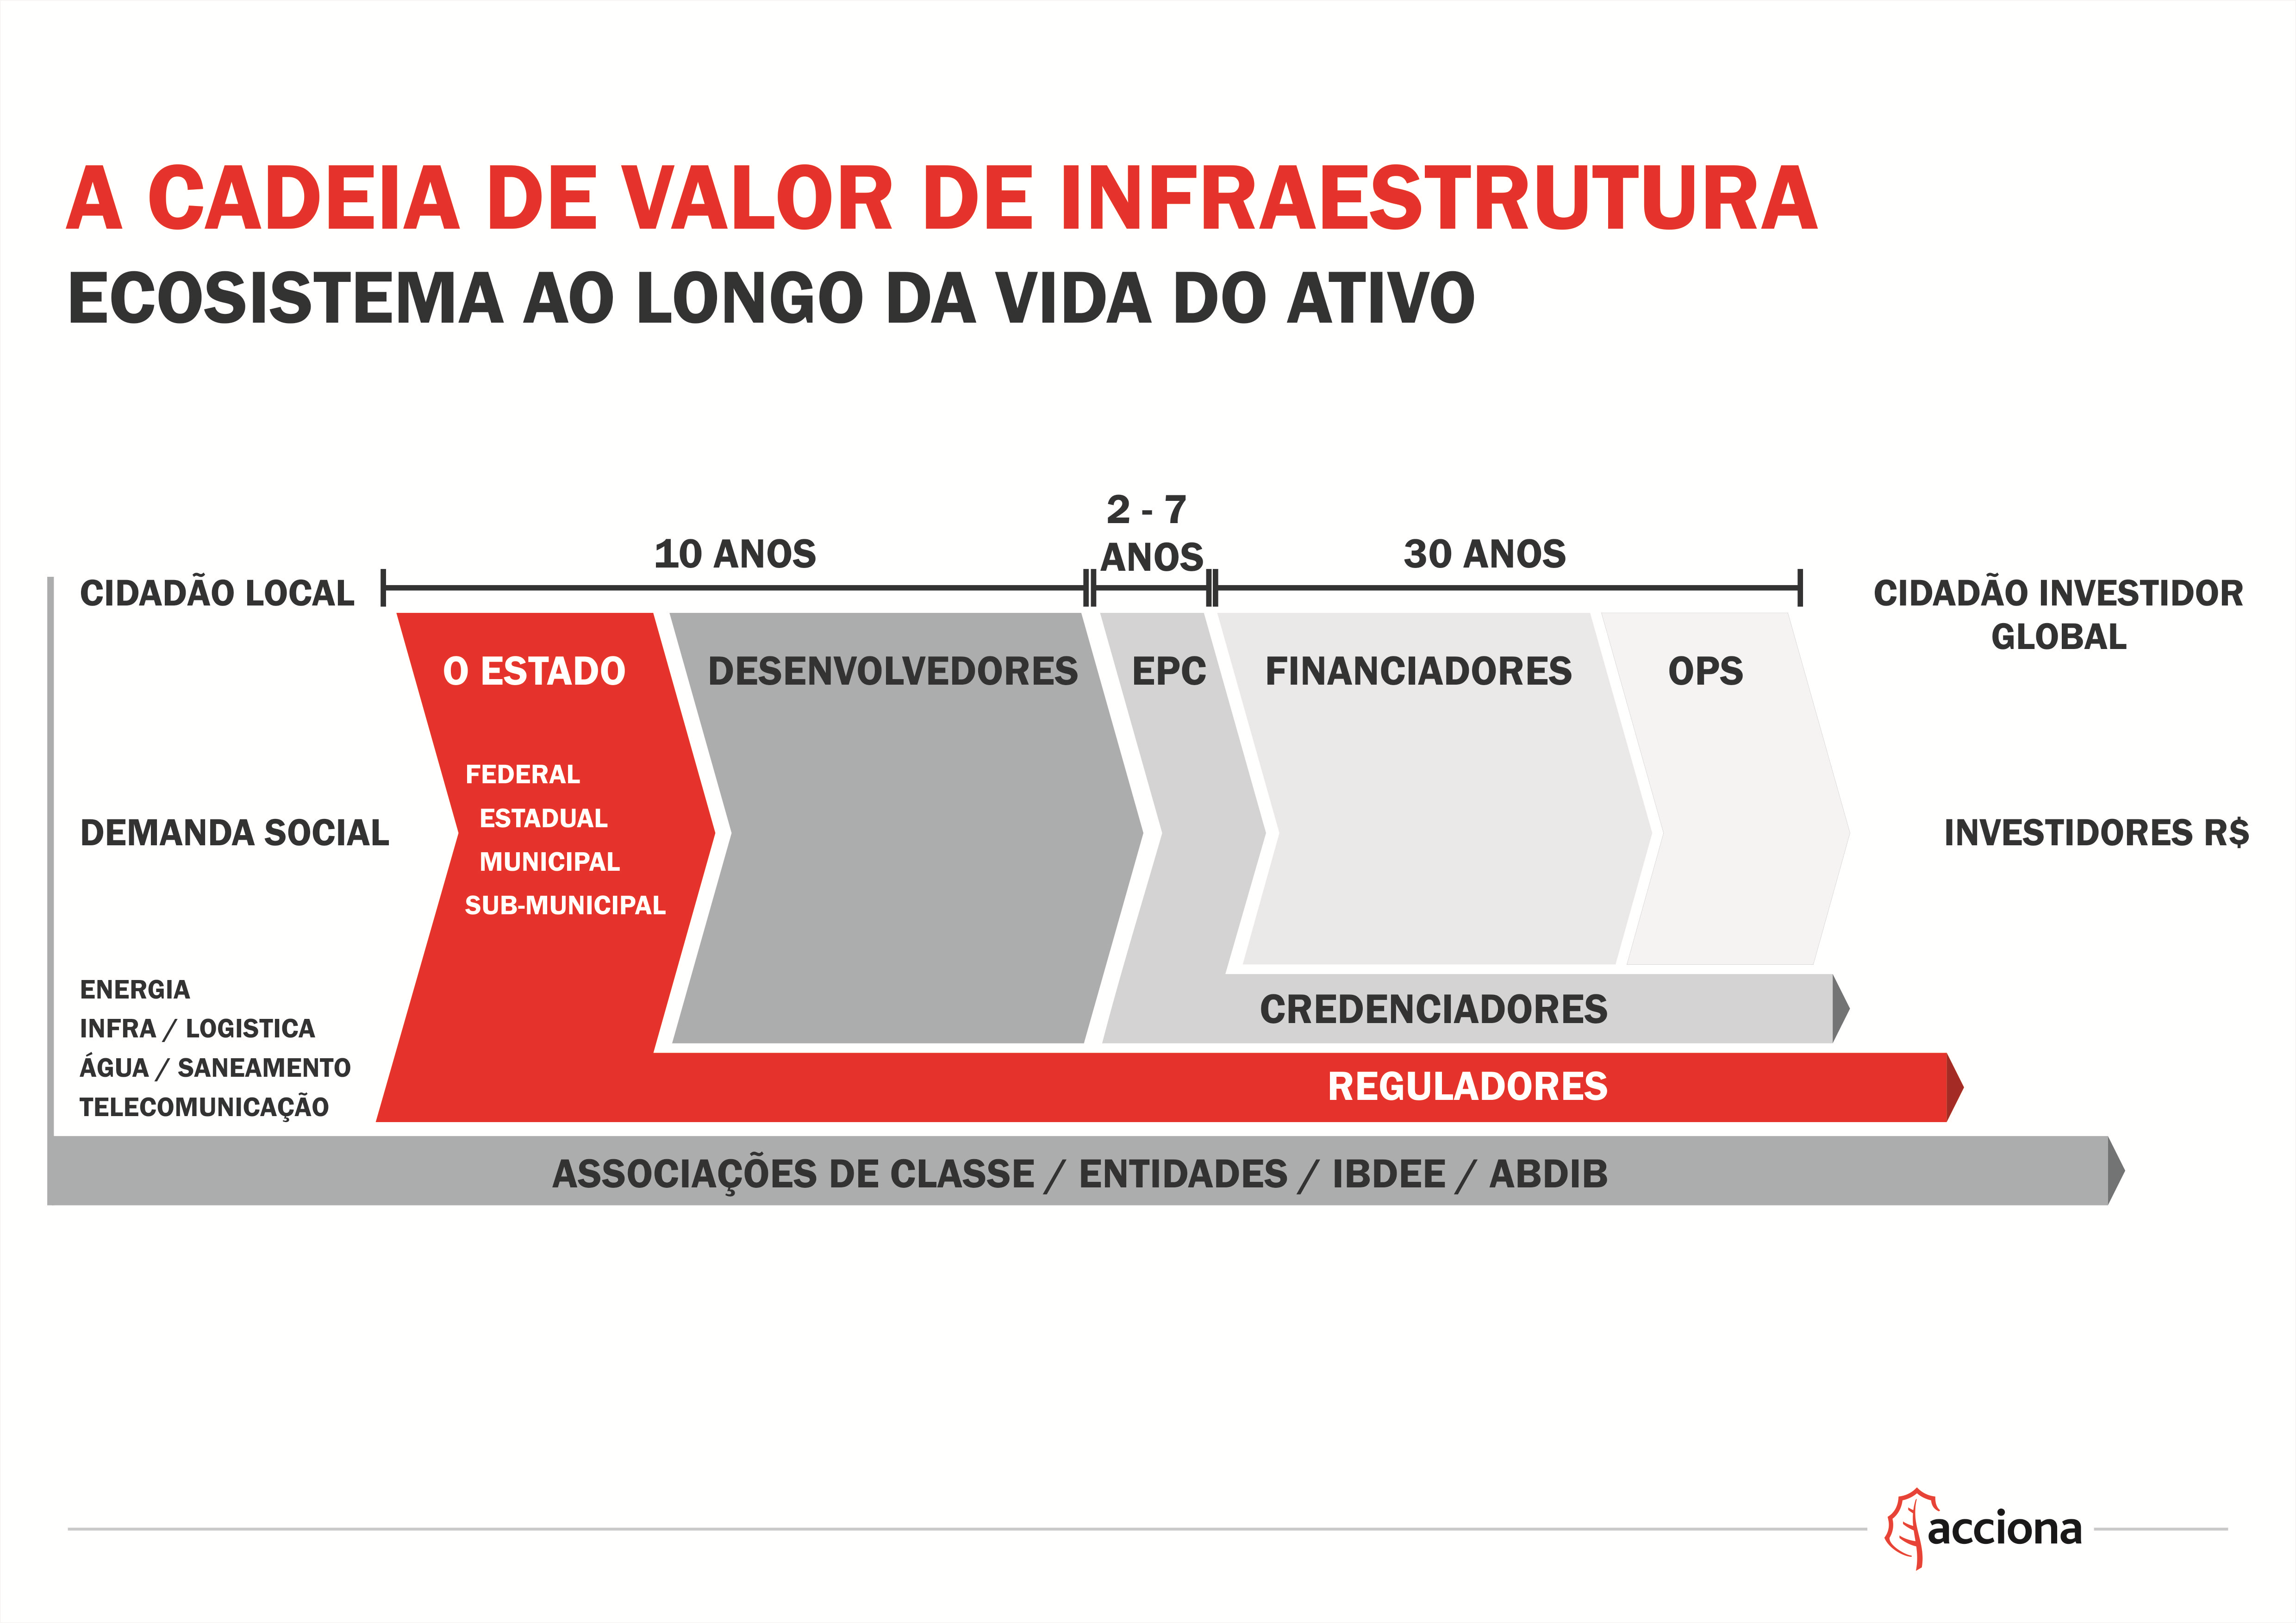 A CADEIA DE VALOR DE INFRAESTRUTURA
ECOSISTEMA AO LONGO DA VIDA DO ATIVO
2 - 7
10 ANOS
ANOS
30 ANOS
CIDADÃO LOCAL
CIDADÃO INVESTIDOR
GLOBAL
O ESTADO
DESENVOLVEDORES
EPC
FINANCIADORES
OPS
FEDERAL
ESTADUAL
MUNICIPAL
SUB-MUNICIPAL
DEMANDA SOCIAL
INVESTIDORES R$
ENERGIA
INFRA / LOGISTICA
ÁGUA / SANEAMENTO
TELECOMUNICAÇÃO
CREDENCIADORES
REGULADORES
ASSOCIAÇÕES DE CLASSE / ENTIDADES / IBDEE / ABDIB
acciona